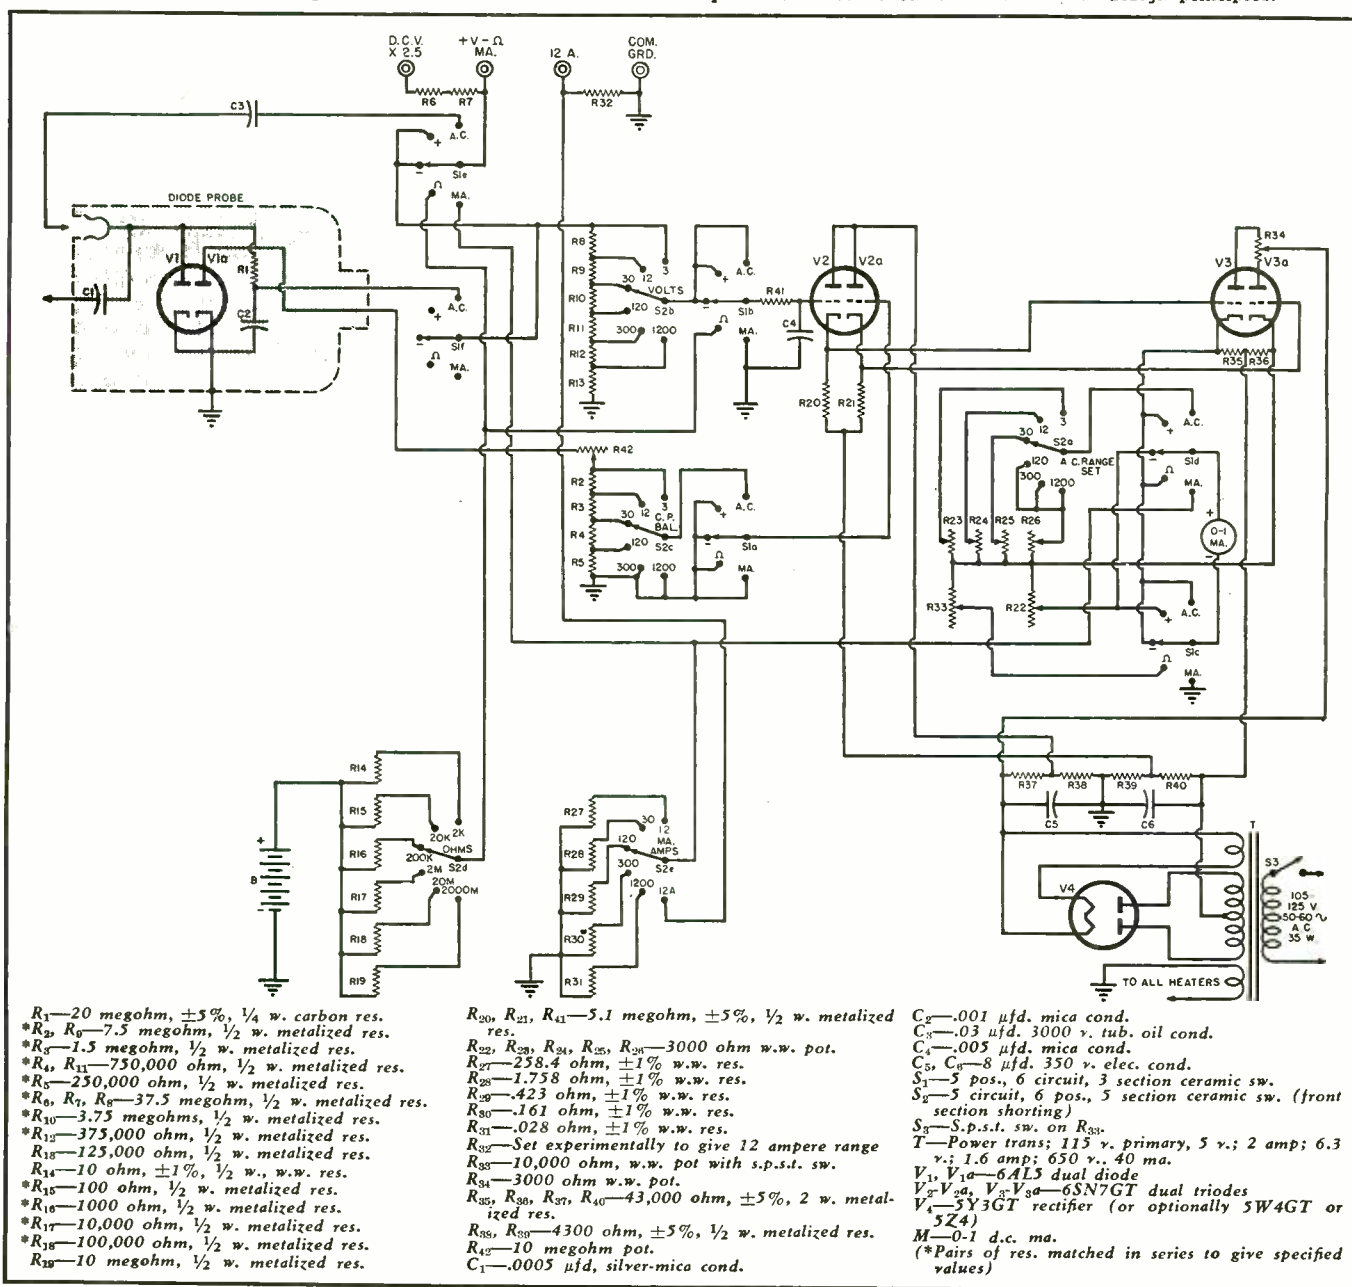 D.C.V. X 2.5
+V-Ω MA.
12 A.
COM. GRD.
R6 R7
R32
C3
A.C.
+
-
S1e
Ω
MA.
DIODE PROBE
V1 V1a
R1
C1
C2
A.C.
+
-
S1f
Ω
MA.
R8
R9
R10
R11
R12
R13
3
12
30
VOLTS
S2b
120
300
1200
A.C.
+
-
S1b
Ω
MA.
R41
C4
V2 V2a
R20 R21
V3 V3a
R34
R35 R36
R42
R2
R3
R4
R5
3
12
30
C.P. BAL.
S2c
120
300
1200
A.C.
+
-
S1a
Ω
MA.
3
12
30
S2a
A.C. RANGE SET
120
300
1200
R23 R24 R25 R26
R33
R22
A.C.
+
-
S1d
Ω
MA.
+
0-1 MA.
-
A.C.
+
-
S1c
Ω
MA.
R37 R38 R39 R40
C5 C6
T
S3
V4
105
125 V.
50-60 ∿
A C
35 W.
TO ALL HEATERS
+
B
-
R14
R15
R16
R17
R18
R19
2K
20K
OHMS
200K
S2d
2M
20M
2000M
R27
R28
R29
R30
R31
12
30
MA.
120
AMPS
S2e
300
1200
12A
R1—20 megohm, ±5%, 1/4 w. carbon res.
*R2, R9—7.5 megohm, 1/2 w. metalized res.
*R3—1.5 megohm, 1/2 w. metalized res.
*R4, R11—750,000 ohm, 1/2 w. metalized res.
*R5—250,000 ohm, 1/2 w. metalized res.
*R6, R7, R8—37.5 megohm, 1/2 w. metalized res.
*R10—3.75 megohms, 1/2 w. metalized res.
*R12—375,000 ohm, 1/2 w. metalized res.
R13—125,000 ohm, 1/2 w. metalized res.
R14—10 ohm, ±1%, 1/2 w., w.w. res.
*R15—100 ohm, 1/2 w. metalized res.
*R16—1000 ohm, 1/2 w. metalized res.
*R17—10,000 ohm, 1/2 w. metalized res.
*R18—100,000 ohm, 1/2 w. metalized res.
R19—10 megohm, 1/2 w. metalized res.
R20, R21, R41—5.1 megohm, ±5%, 1/2 w. metalized
res.
R22, R23, R24, R25, R26—3000 ohm w.w. pot.
R27—258.4 ohm, ±1% w.w. res.
R28—1.758 ohm, ±1% w.w. res.
R29—.423 ohm, ±1% w.w. res.
R30—.161 ohm, ±1% w.w. res.
R31—.028 ohm, ±1% w.w. res.
R32—Set experimentally to give 12 ampere range
R33—10,000 ohm, w.w. pot with s.p.s.t. sw.
R34—3000 ohm w.w. pot.
R35, R36, R37, R40—43,000 ohm, ±5%, 2 w. metal-
ized res.
R38, R39—4300 ohm, ±5%, 1/2 w. metalized res.
R42—10 megohm pot.
C1—.0005 μfd, silver-mica cond.
C2—.001 μfd. mica cond.
C3—.03 μfd. 3000 v. tub. oil cond.
C4—.005 μfd. mica cond.
C5, C6—8 μfd. 350 v. elec. cond.
S1—5 pos., 6 circuit, 3 section ceramic sw.
S2—5 circuit, 6 pos., 5 section ceramic sw. (front
section shorting)
S3—S.p.s.t. sw. on R33.
T—Power trans; 115 v. primary, 5 v.; 2 amp; 6.3
v.; 1.6 amp; 650 v.. 40 ma.
V1, V1a—6AL5 dual diode
V2-V2a, V3-V3a—6SN7GT dual triodes
V4—5Y3GT rectifier (or optionally 5W4GT or
5Z4)
M—0-1 d.c. ma.
(*Pairs of res. matched in series to give specified
values)